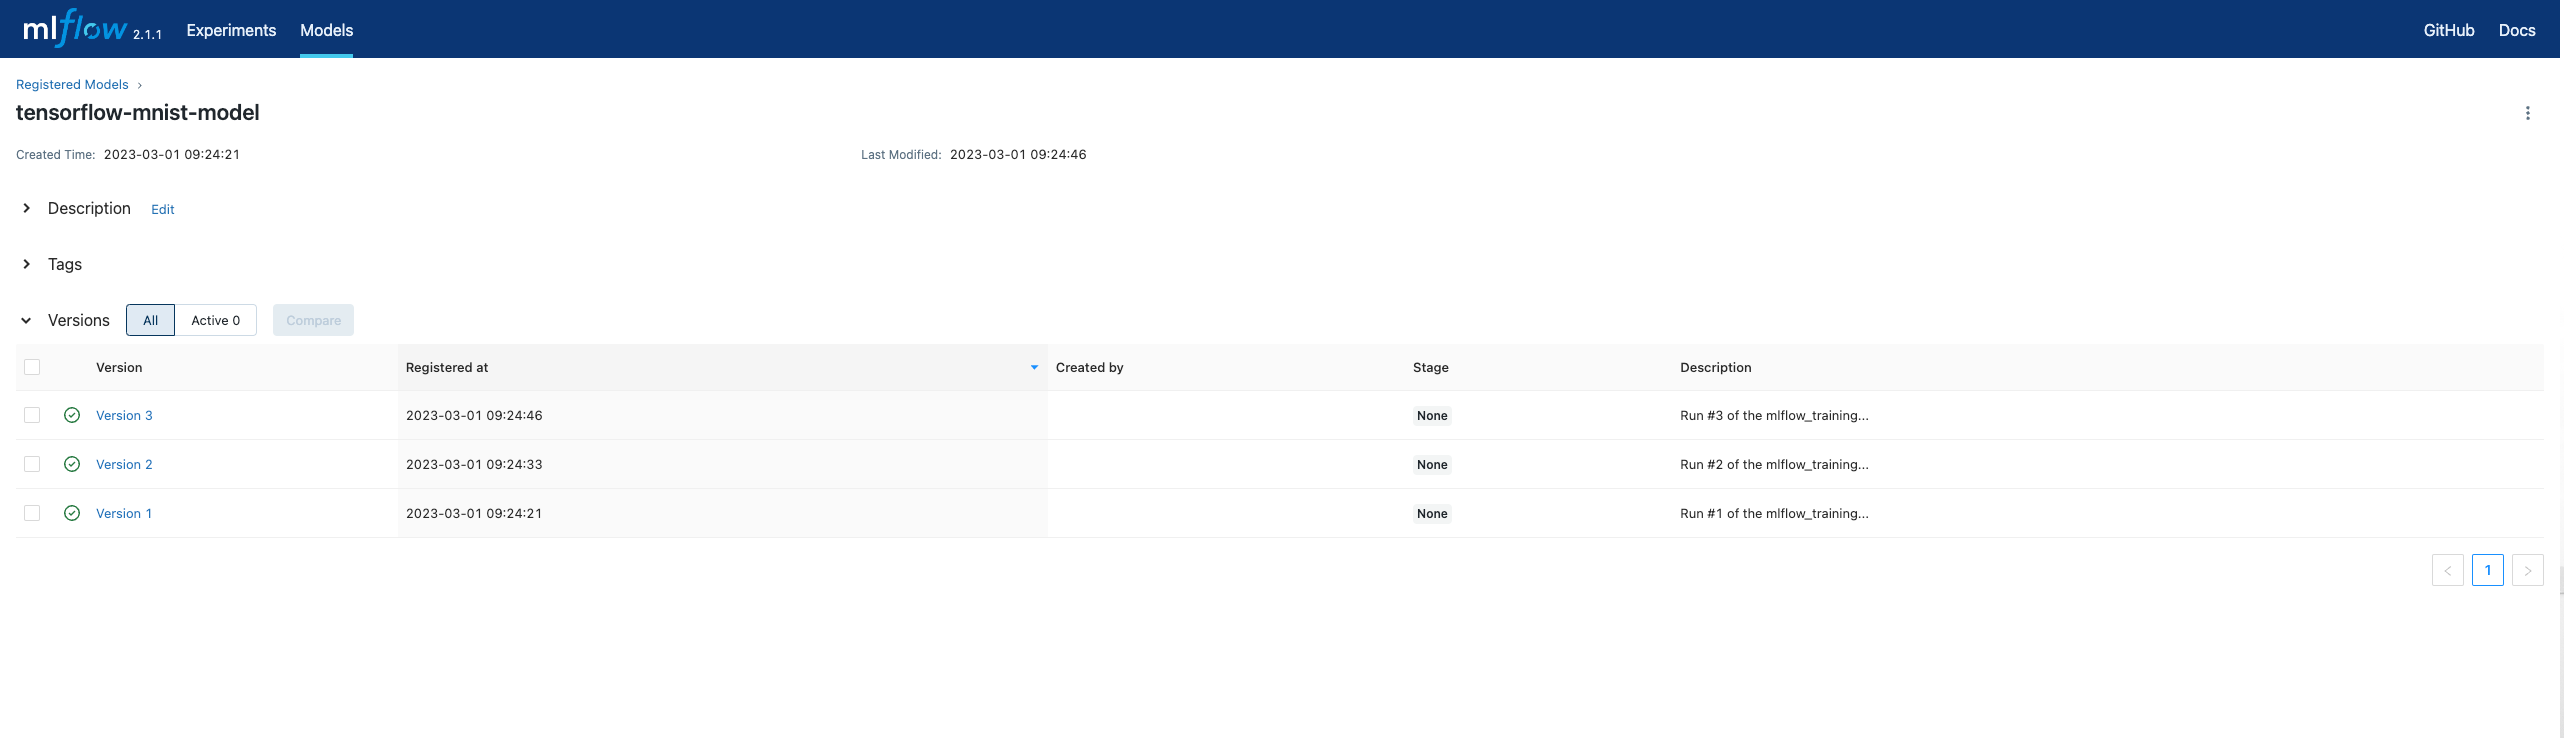 mlflow 2.1.1 Experiments Models GitHub Docs
Registered Models ›
tensorflow-mnist-model
Created Time: 2023-03-01 09:24:21 Last Modified: 2023-03-01 09:24:46
Description Edit
Tags
Versions All Active 0 Compare
Version Registered at Created by Stage Description
Version 3 2023-03-01 09:24:46 None Run #3 of the mlflow_training...
Version 2 2023-03-01 09:24:33 None Run #2 of the mlflow_training...
Version 1 2023-03-01 09:24:21 None Run #1 of the mlflow_training...
< 1 >